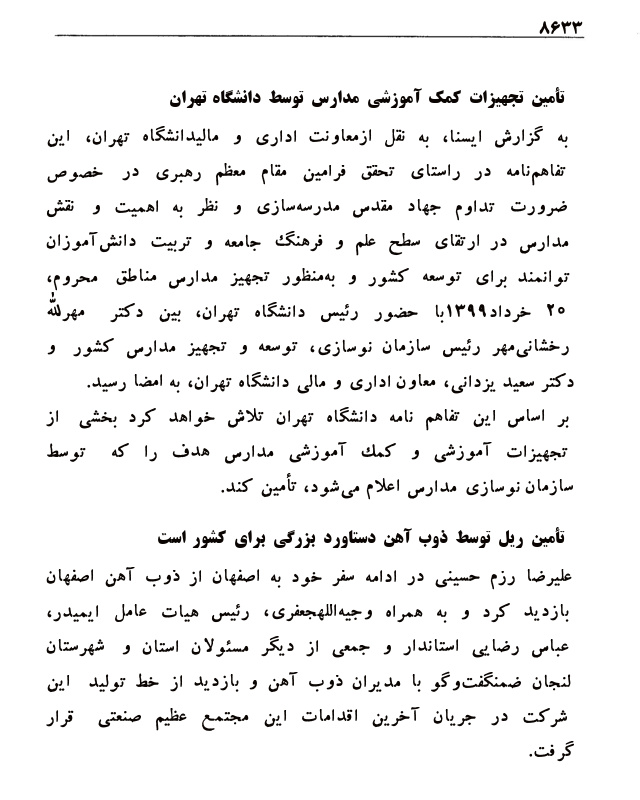 ۸۶۳۳
تأمین تجهیزات کمک آموزشی مدارس توسط دانشگاه تهران
به گزارش ایسنا، به نقل ازمعاونت اداری و مالیدانشگاه تهران، این
تفاهم‌نامه در راستای تحقق فرامین مقام معظم رهبری در خصوص
ضرورت تداوم جهاد مقدس مدرسه‌سازی و نظر به اهمیت و نقش
مدارس در ارتقای سطح علم و فرهنگ جامعه و تربیت دانش‌آموزان
توانمند برای توسعه کشور و به‌منظور تجهیز مدارس مناطق محروم،
۲۵ خرداد۱۳۹۹با حضور رئیس دانشگاه تهران، بین دکتر مهرلله
رخشانی‌مهر رئیس سازمان نوسازی، توسعه و تجهیز مدارس کشور و
دکتر سعید یزدانی، معاون اداری و مالی دانشگاه تهران، به امضا رسید.
بر اساس این تفاهم نامه دانشگاه تهران تلاش خواهد کرد بخشی از
تجهیزات آموزشی و کمک آموزشی مدارس هدف را که توسط
سازمان نوسازی مدارس اعلام می‌شود، تأمین کند.
تأمین ریل توسط ذوب آهن دستاورد بزرگی برای کشور است
علیرضا رزم حسینی در ادامه سفر خود به اصفهان از ذوب آهن اصفهان
بازدید کرد و به همراه وجیه‌اللهجعفری، رئیس هیات عامل ایمیدر،
عباس رضایی استاندار و جمعی از دیگر مسئولان استان و شهرستان
لنجان ضمنگفت‌وگو با مدیران ذوب آهن و بازدید از خط تولید این
شرکت در جریان آخرین اقدامات این مجتمع عظیم صنعتی قرار
گرفت.